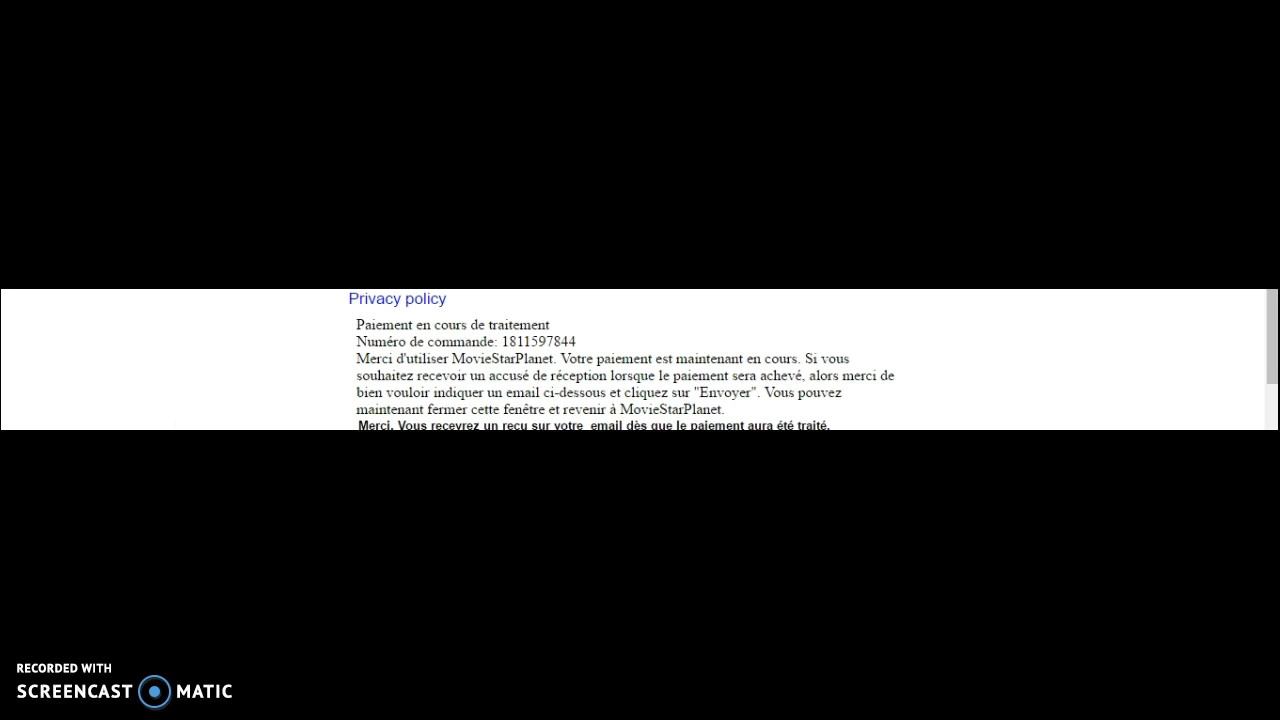 Privacy policy
Paiement en cours de traitement
Numéro de commande: 1811597844
Merci d'utiliser MovieStarPlanet. Votre paiement est maintenant en cours. Si vous
souhaitez recevoir un accusé de réception lorsque le paiement sera achevé, alors merci de
bien vouloir indiquer un email ci-dessous et cliquez sur "Envoyer". Vous pouvez
maintenant fermer cette fenêtre et revenir à MovieStarPlanet.
Merci. Vous recevrez un reçu sur votre email dès que le paiement aura été traité.
RECORDED WITH
SCREENCAST MATIC